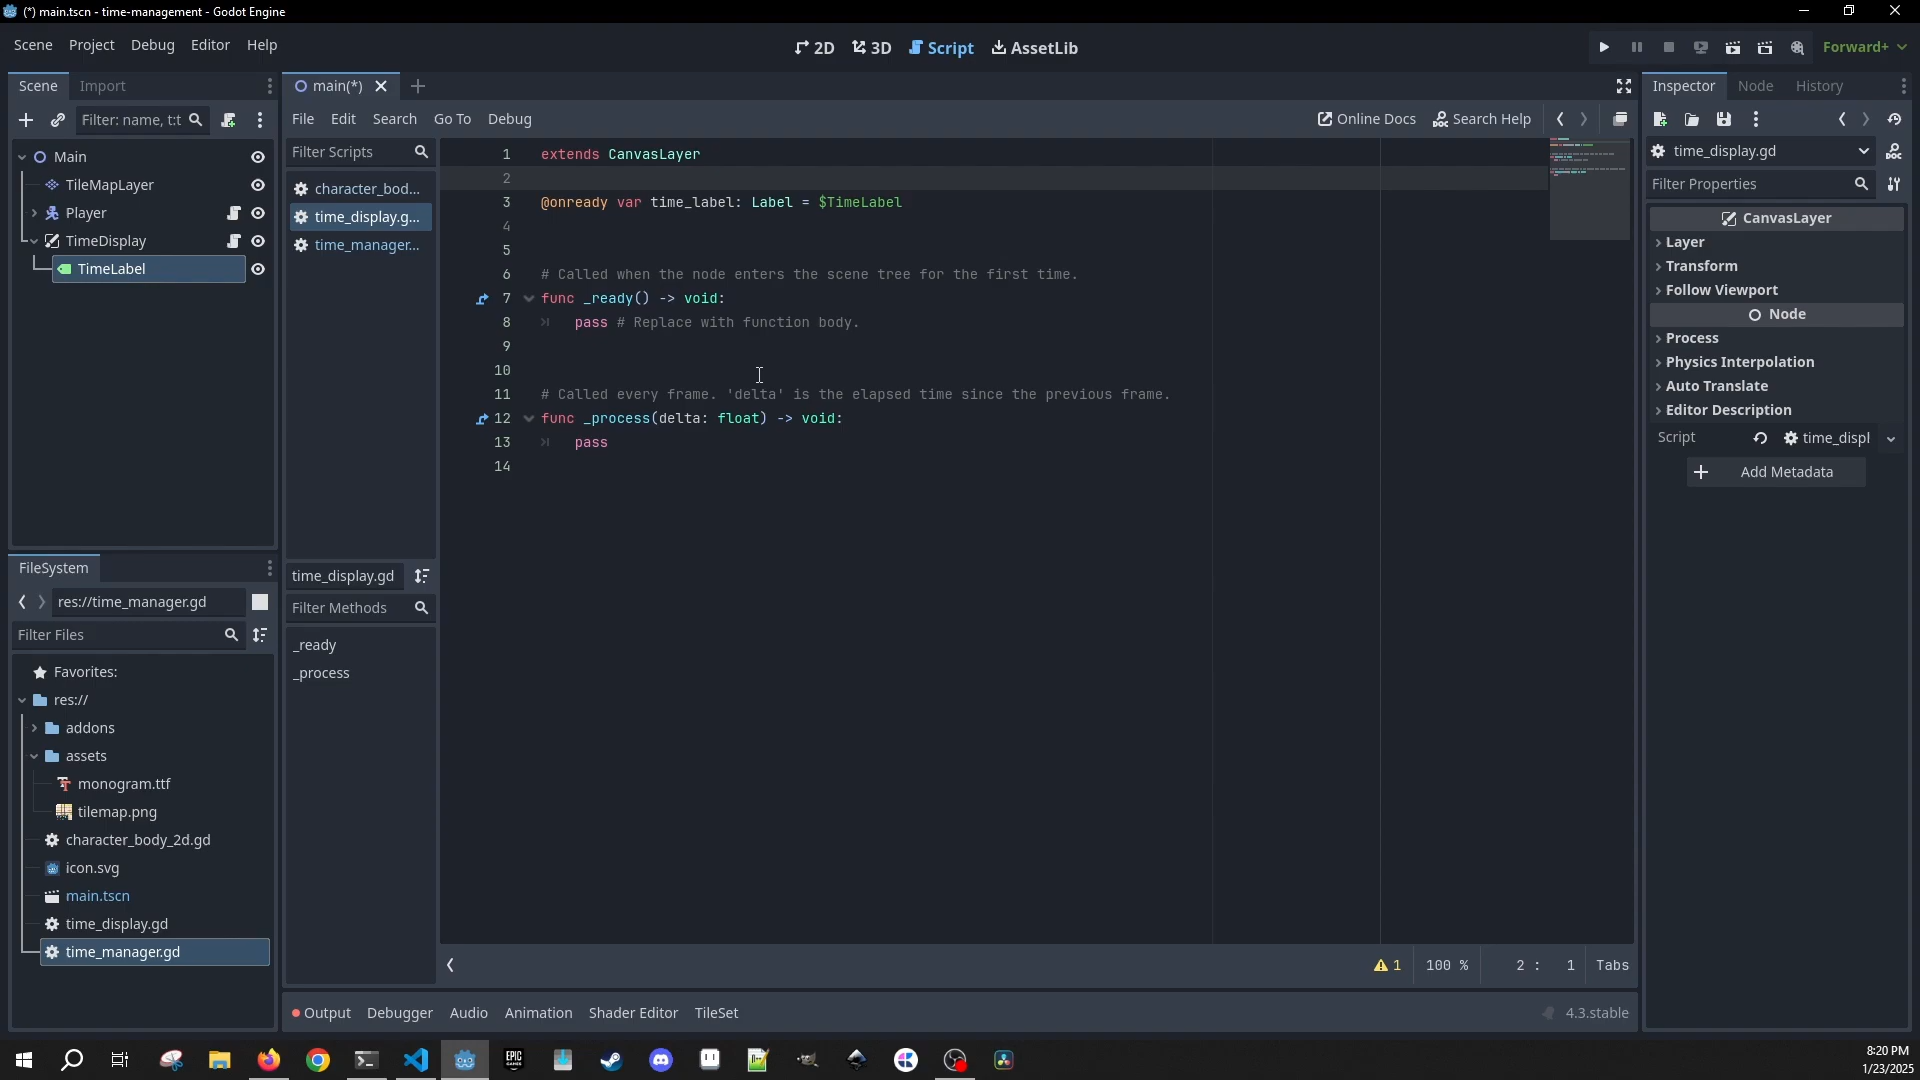 (*) main.tscn - time-management - Godot Engine
Scene Project Debug Editor Help
2D 3D Script AssetLib
Forward+
Scene Import
main(*)
Inspector Node History
Filter: name, t:t
File Edit Search Go To Debug
Online Docs Search Help
Filter Scripts
character_bod...
time_display.g...
time_manager...
Main
TileMapLayer
Player
TimeDisplay
TimeLabel
1 extends CanvasLayer
2
3 @onready var time_label: Label = $TimeLabel
4
5
6 # Called when the node enters the scene tree for the first time.
7 func _ready() -> void:
8 pass # Replace with function body.
9
10
11 # Called every frame. 'delta' is the elapsed time since the previous frame.
12 func _process(delta: float) -> void:
13 pass
14
time_display.gd
Filter Properties
CanvasLayer
Layer
Transform
Follow Viewport
Node
Process
Physics Interpolation
Auto Translate
Editor Description
Script time_displ
Add Metadata
FileSystem
res://time_manager.gd
Filter Files
Favorites:
res://
addons
assets
monogram.ttf
tilemap.png
character_body_2d.gd
icon.svg
main.tscn
time_display.gd
time_manager.gd
time_display.gd
Filter Methods
_ready
_process
1 100 % 2 : 1 Tabs
Output Debugger Audio Animation Shader Editor TileSet
4.3.stable
EPIC GAMES
8:20 PM
1/23/2025